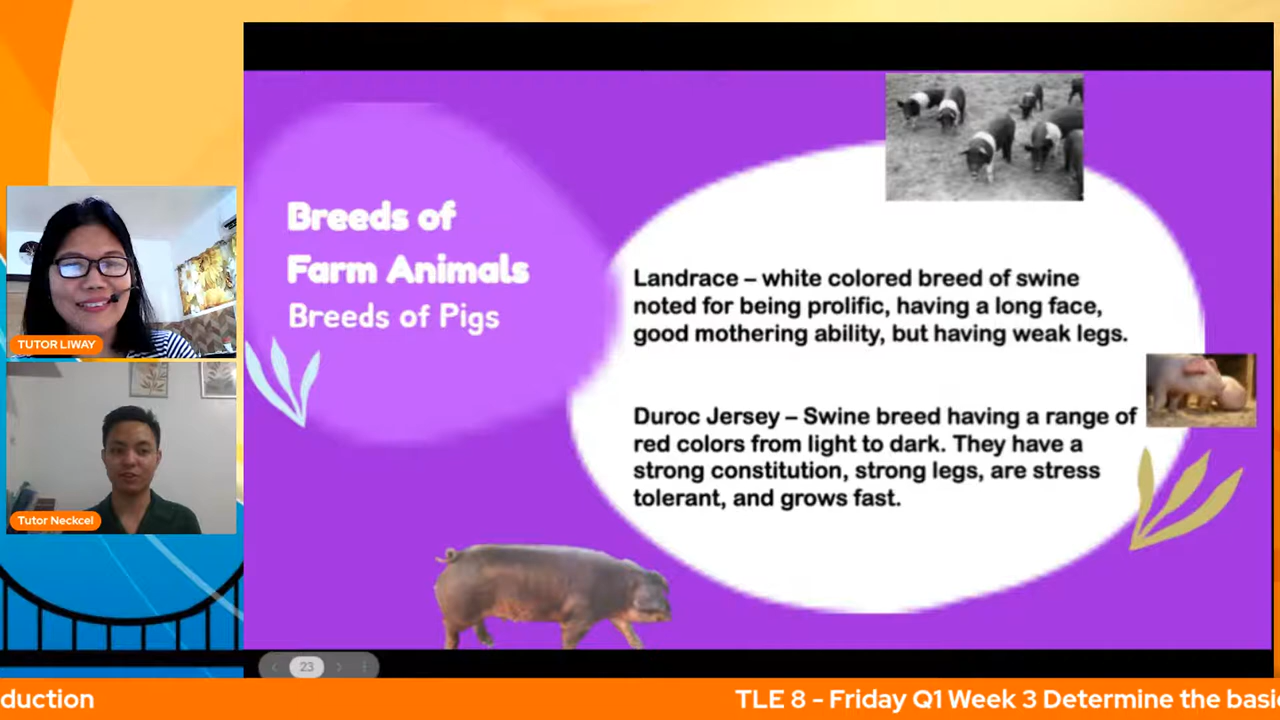 Breeds of
Farm Animals
Breeds of Pigs
Landrace – white colored breed of swine
noted for being prolific, having a long face,
good mothering ability, but having weak legs.
Duroc Jersey – Swine breed having a range of
red colors from light to dark. They have a
strong constitution, strong legs, are stress
tolerant, and grows fast.
TUTOR LIWAY
Tutor Neckcel
23
duction
TLE 8 - Friday Q1 Week 3 Determine the basi